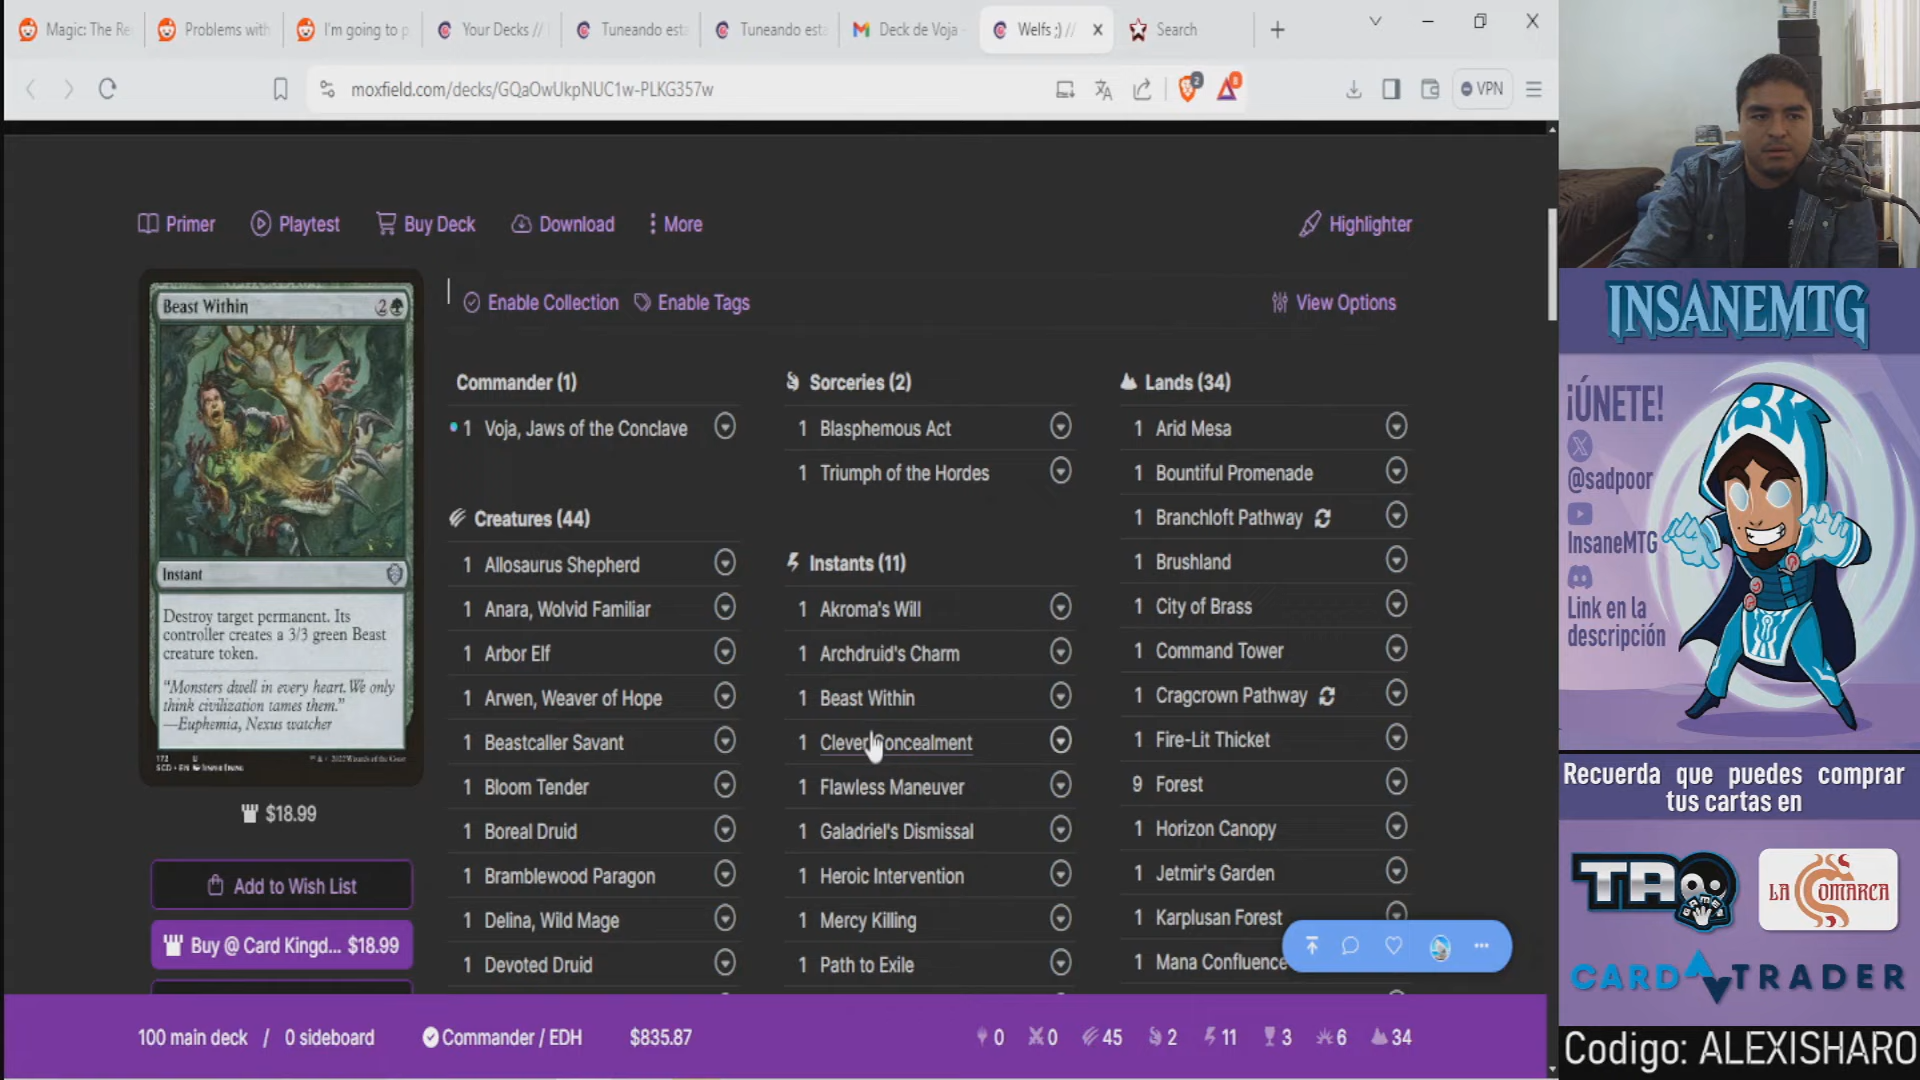 Magic: The Re
Problems with
I'm going to p
Your Decks //
Tuneando est
Tuneando est
Deck de Voja
Welfs ;) //
Search
moxfield.com/decks/GQaOwUkpNUC1w-PLKG357w
2
8
VPN
Primer
Playtest
Buy Deck
Download
More
Highlighter
Enable Collection
Enable Tags
View Options
Beast Within
2
Instant
Destroy target permanent. Its
controller creates a 3/3 green Beast
creature token.
"Monsters dwell in every heart. We only
think civilization tames them."
—Euphemia, Nexus watcher
$18.99
Add to Wish List
Buy @ Card Kingd... $18.99
Commander (1)
1 Voja, Jaws of the Conclave
Creatures (44)
1 Allosaurus Shepherd
1 Anara, Wolvid Familiar
1 Arbor Elf
1 Arwen, Weaver of Hope
1 Beastcaller Savant
1 Bloom Tender
1 Boreal Druid
1 Bramblewood Paragon
1 Delina, Wild Mage
1 Devoted Druid
Sorceries (2)
1 Blasphemous Act
1 Triumph of the Hordes
Instants (11)
1 Akroma's Will
1 Archdruid's Charm
1 Beast Within
1 Clever Concealment
1 Flawless Maneuver
1 Galadriel's Dismissal
1 Heroic Intervention
1 Mercy Killing
1 Path to Exile
Lands (34)
1 Arid Mesa
1 Bountiful Promenade
1 Branchloft Pathway
1 Brushland
1 City of Brass
1 Command Tower
1 Cragcrown Pathway
1 Fire-Lit Thicket
9 Forest
1 Horizon Canopy
1 Jetmir's Garden
1 Karplusan Forest
1 Mana Confluence
100 main deck / 0 sideboard
Commander / EDH
$835.87
0
0
45
2
11
3
6
34
INSANEMTG
¡ÚNETE!
@sadpoor
InsaneMTG
Link en la
descripción
Recuerda que puedes comprar
tus cartas en
TAO
GAMES
LA COMARCA
CARD TRADER
Codigo: ALEXISHARO